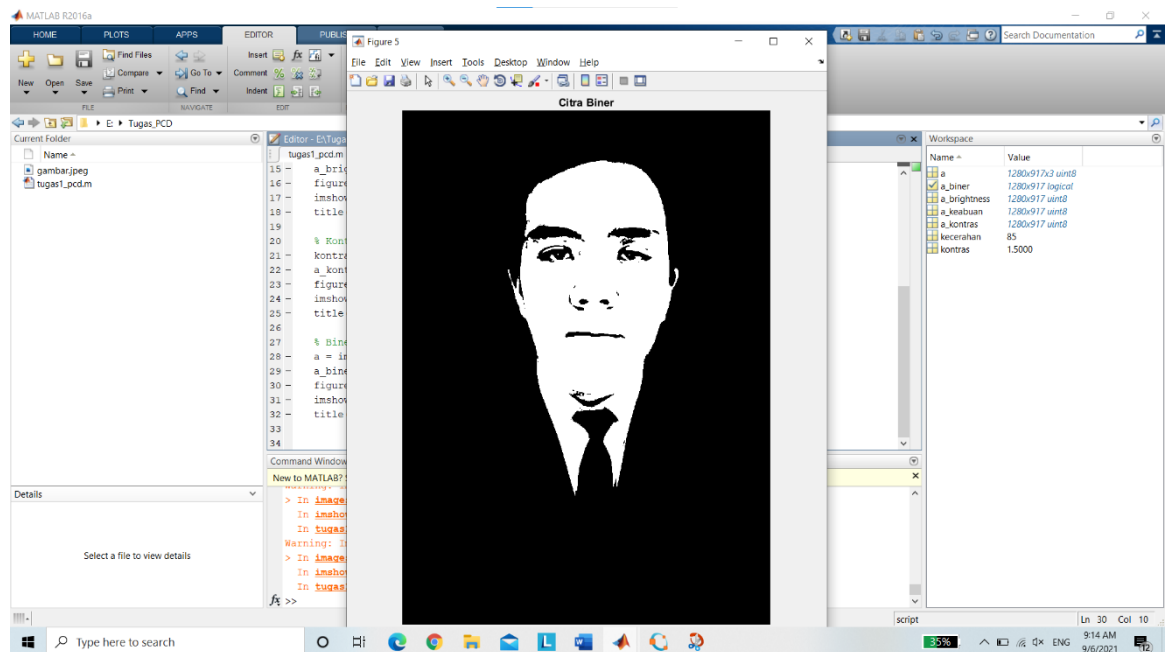 MATLAB R2016a
HOME PLOTS APPS EDITOR PUBLIS
Search Documentation
New Open Save
Find Files
Compare
Print
Go To
Find
Insert
Comment
Indent
FILE NAVIGATE EDIT
E: Tugas_PCD
Current Folder
Name
gambar.jpeg
tugas1_pcd.m
Details
Select a file to view details
Editor - E:\Tuga
tugas1_pcd.m
15 a_brig
16 figure
17 imshow
18 title
19
20 % Kont
21 kontra
22 a_kont
23 figure
24 imshow
25 title
26
27 % Bine
28 a = im
29 a_bine
30 figure
31 imshow
32 title
33
34
Command Window
New to MATLAB?
> In image
In imshow
In tugas
Warning: I
> In image
In imshow
In tugas
fx >>
Figure 5
File Edit View Insert Tools Desktop Window Help
Citra Biner
Workspace
Name Value
a 1280x917x3 uint8
a_biner 1280x917 logical
a_brightness 1280x917 uint8
a_keabuan 1280x917 uint8
a_kontras 1280x917 uint8
kecerahan 85
kontras 1.5000
script Ln 30 Col 10
Type here to search
35%
ENG
9:14 AM
9/6/2021
12